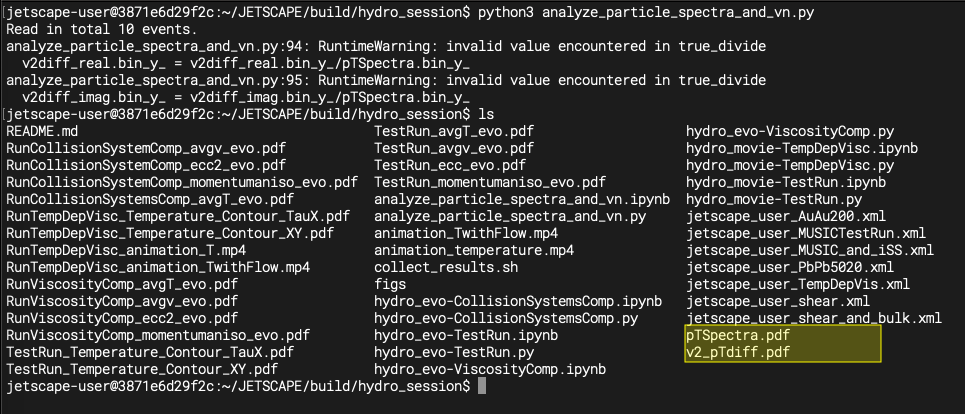 [jetscape-user@3871e6d29f2c:~/JETSCAPE/build/hydro_session$ python3 analyze_particle_spectra_and_vn.py
Read in total 10 events.
analyze_particle_spectra_and_vn.py:94: RuntimeWarning: invalid value encountered in true_divide
  v2diff_real.bin_y_ = v2diff_real.bin_y_/pTSpectra.bin_y_
analyze_particle_spectra_and_vn.py:95: RuntimeWarning: invalid value encountered in true_divide
  v2diff_imag.bin_y_ = v2diff_imag.bin_y_/pTSpectra.bin_y_
[jetscape-user@3871e6d29f2c:~/JETSCAPE/build/hydro_session$ ls
README.md TestRun_avgT_evo.pdf hydro_evo-ViscosityComp.py
RunCollisionSystemComp_avgv_evo.pdf TestRun_avgv_evo.pdf hydro_movie-TempDepVisc.ipynb
RunCollisionSystemComp_ecc2_evo.pdf TestRun_ecc_evo.pdf hydro_movie-TempDepVisc.py
RunCollisionSystemComp_momentumaniso_evo.pdf TestRun_momentumaniso_evo.pdf hydro_movie-TestRun.ipynb
RunCollisionSystemsComp_avgT_evo.pdf analyze_particle_spectra_and_vn.ipynb hydro_movie-TestRun.py
RunTempDepVisc_Temperature_Contour_TauX.pdf analyze_particle_spectra_and_vn.py jetscape_user_AuAu200.xml
RunTempDepVisc_Temperature_Contour_XY.pdf animation_TwithFlow.mp4 jetscape_user_MUSICTestRun.xml
RunTempDepVisc_animation_T.mp4 animation_temperature.mp4 jetscape_user_MUSIC_and_iSS.xml
RunTempDepVisc_animation_TwithFlow.mp4 collect_results.sh jetscape_user_PbPb5020.xml
RunViscosityComp_avgT_evo.pdf figs jetscape_user_TempDepVis.xml
RunViscosityComp_avgv_evo.pdf hydro_evo-CollisionSystemsComp.ipynb jetscape_user_shear.xml
RunViscosityComp_ecc2_evo.pdf hydro_evo-CollisionSystemsComp.py jetscape_user_shear_and_bulk.xml
RunViscosityComp_momentumaniso_evo.pdf hydro_evo-TestRun.ipynb pTSpectra.pdf
TestRun_Temperature_Contour_TauX.pdf hydro_evo-TestRun.py v2_pTdiff.pdf
TestRun_Temperature_Contour_XY.pdf hydro_evo-ViscosityComp.ipynb
jetscape-user@3871e6d29f2c:~/JETSCAPE/build/hydro_session$